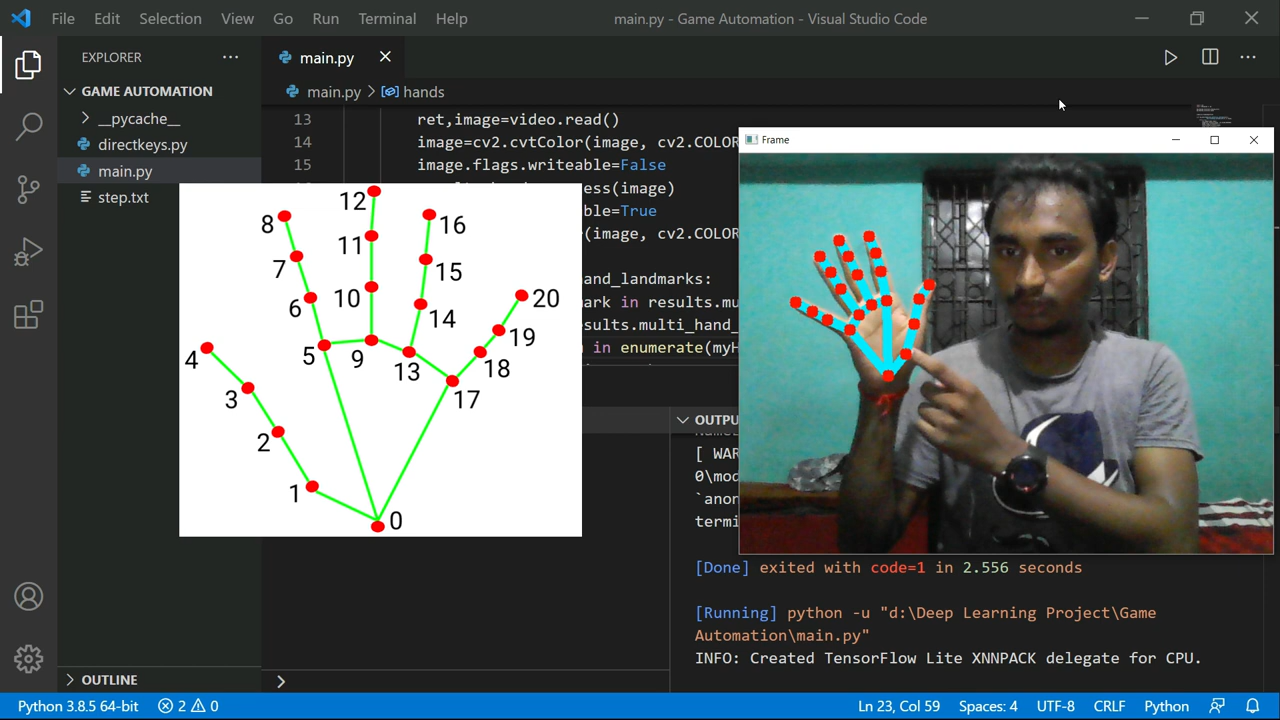 File Edit Selection View Go Run Terminal Help
main.py - Game Automation - Visual Studio Code
EXPLORER
GAME AUTOMATION
__pycache__
directkeys.py
main.py
step.txt
main.py
main.py > hands
13 ret,image=video.read()
14 image=cv2.cvtColor(image, cv2.COLOR
15 image.flags.writeable=False
ess(image)
ble=True
(image, cv2.COLOR
and_landmarks:
ark in results.mu
sults.multi_hand_
in enumerate(myH
Frame
12
8
16
11
7
15
10
20
6
14
19
5
9
18
4
13
3
17
2
1
0
OUTPU
[ WAR
0\mod
`anon
termi
[Done] exited with code=1 in 2.556 seconds
[Running] python -u "d:\Deep Learning Project\Game
Automation\main.py"
INFO: Created TensorFlow Lite XNNPACK delegate for CPU.
OUTLINE
Python 3.8.5 64-bit 2 0 Ln 23, Col 59 Spaces: 4 UTF-8 CRLF Python